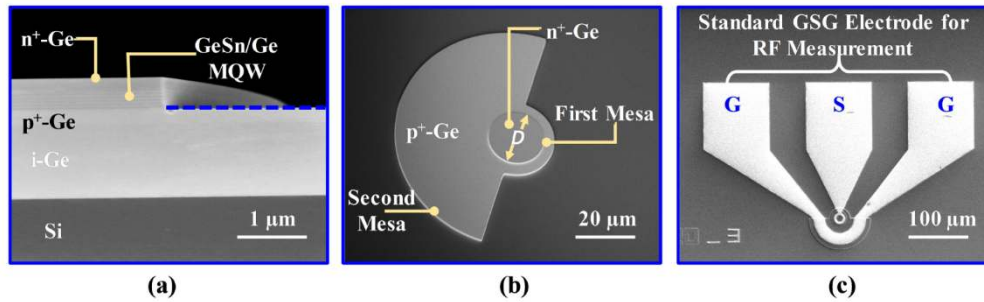 n⁺-Ge
GeSn/Ge
MQW
p⁺-Ge
i-Ge
Si
1 μm
(a)
n⁺-Ge
First Mesa
p⁺-Ge
D
Second
Mesa
20 μm
(b)
Standard GSG Electrode for
RF Measurement
G S G
100 μm
(c)